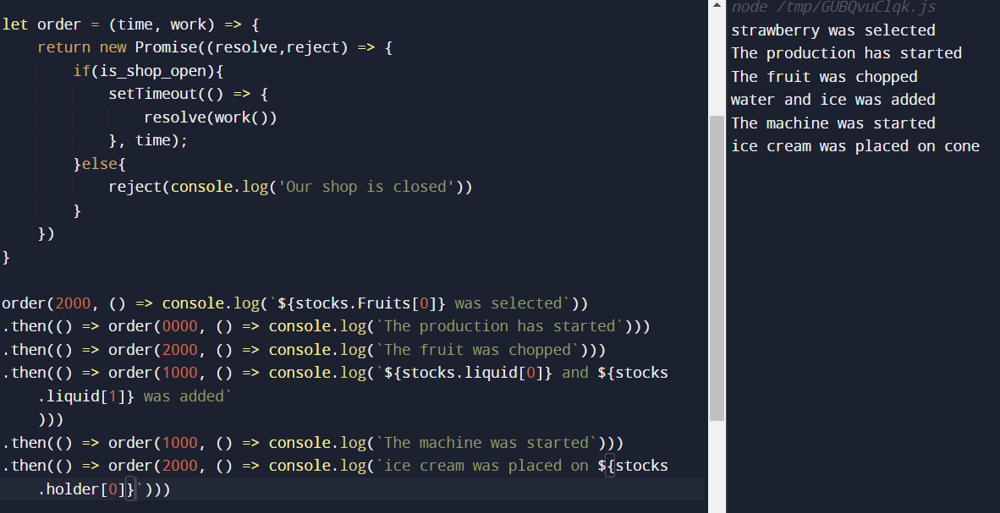 let order = (time, work) => {
    return new Promise((resolve,reject) => {
        if(is_shop_open){
            setTimeout(() => {
                resolve(work())
            }, time);
        }else{
            reject(console.log('Our shop is closed'))
        }
    })
}

order(2000, () => console.log(`${stocks.Fruits[0]} was selected`))
.then(() => order(0000, () => console.log(`The production has started`)))
.then(() => order(2000, () => console.log(`The fruit was chopped`)))
.then(() => order(1000, () => console.log(`${stocks.liquid[0]} and ${stocks
    .liquid[1]} was added`
    )))
.then(() => order(1000, () => console.log(`The machine was started`)))
.then(() => order(2000, () => console.log(`ice cream was placed on ${stocks
    .holder[0]}`)))
node /tmp/GUBQvuClqk.js
strawberry was selected
The production has started
The fruit was chopped
water and ice was added
The machine was started
ice cream was placed on cone